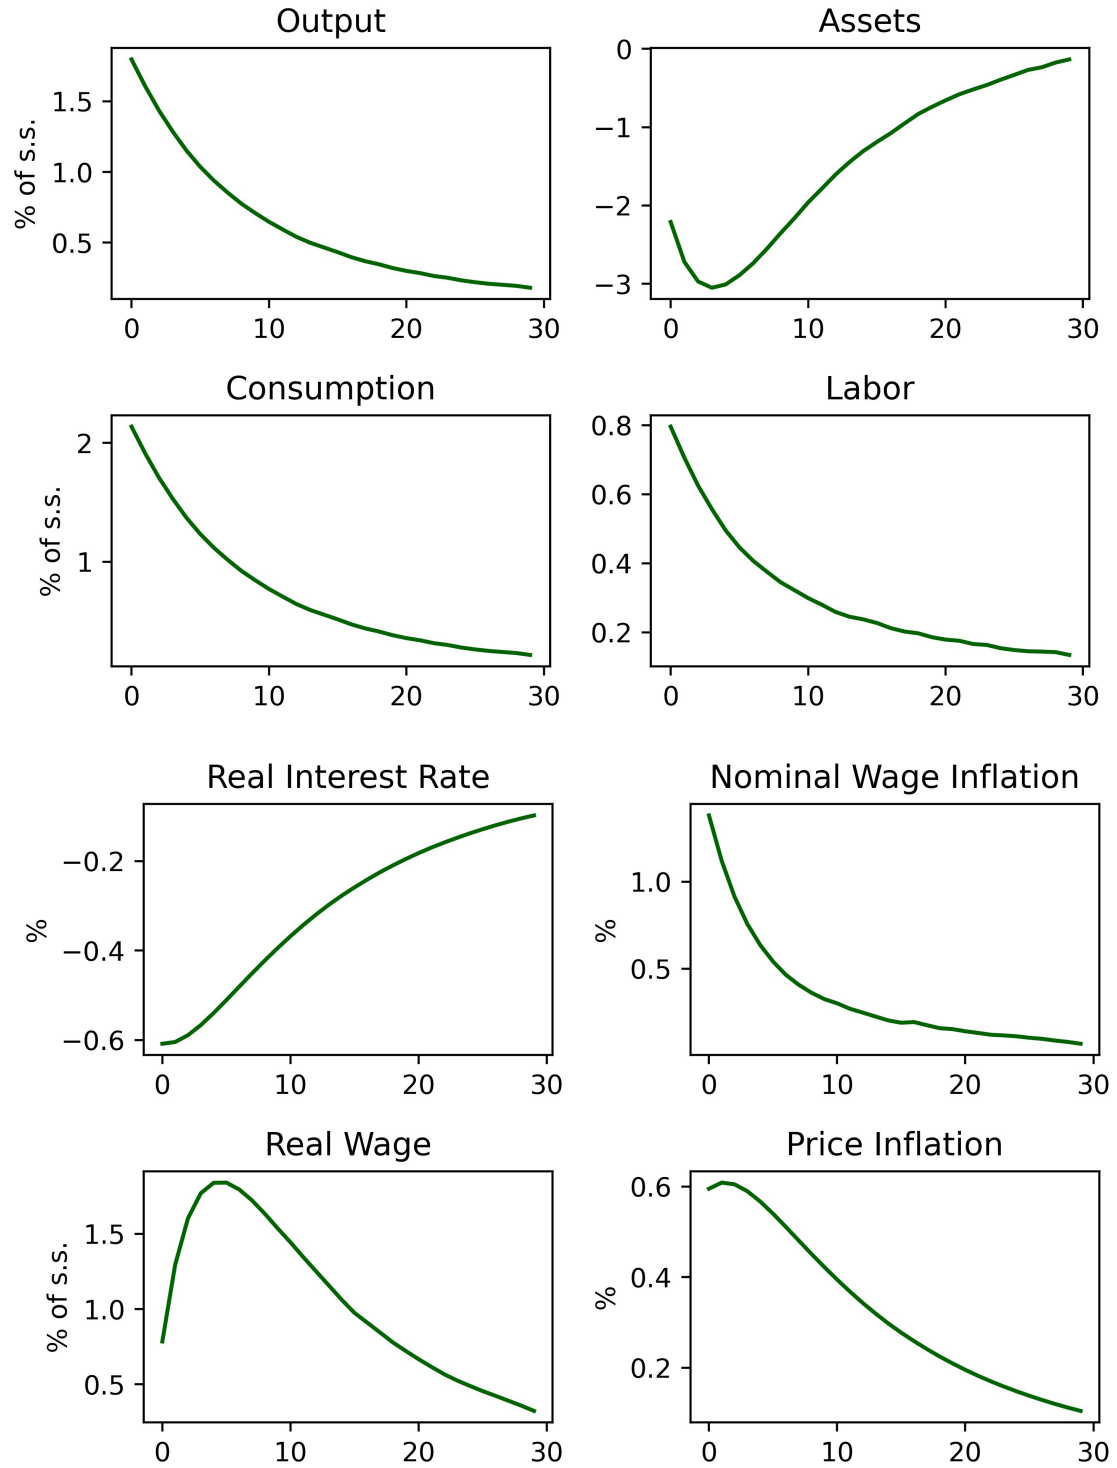 Output
% of s.s.
1.5
1.0
0.5
0 10 20 30
Assets
0
−1
−2
−3
0 10 20 30
Consumption
% of s.s.
2
1
0 10 20 30
Labor
0.8
0.6
0.4
0.2
0 10 20 30
Real Interest Rate
%
−0.2
−0.4
−0.6
0 10 20 30
Nominal Wage Inflation
%
1.0
0.5
0 10 20 30
Real Wage
% of s.s.
1.5
1.0
0.5
0 10 20 30
Price Inflation
%
0.6
0.4
0.2
0 10 20 30